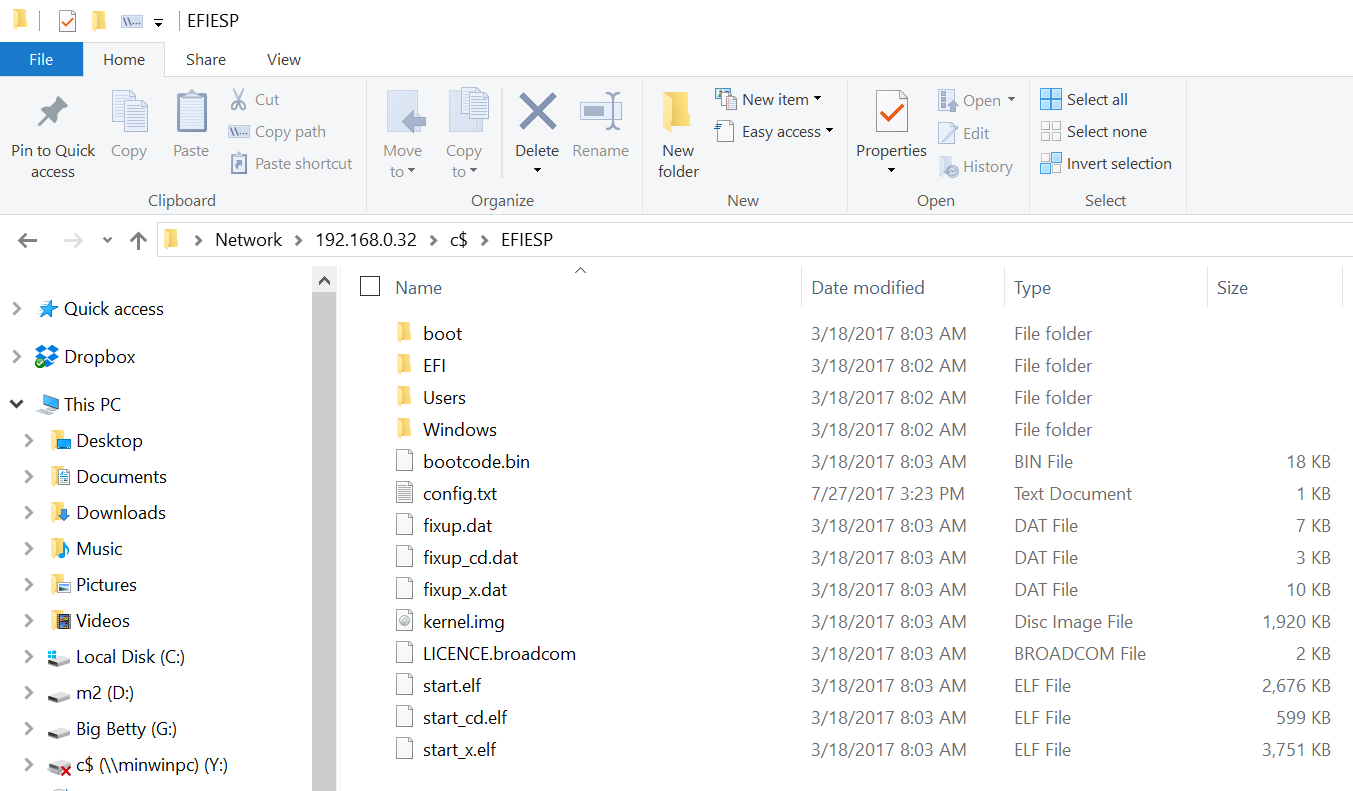 EFIESP
File Home Share View
Pin to Quick access
Copy
Paste
Cut
Copy path
Paste shortcut
Clipboard
Move to
Copy to
Delete
Rename
Organize
New folder
New item
Easy access
New
Properties
Open
Edit
History
Open
Select all
Select none
Invert selection
Select
Network 192.168.0.32 c$ EFIESP
Quick access
Dropbox
This PC
Desktop
Documents
Downloads
Music
Pictures
Videos
Local Disk (C:)
m2 (D:)
Big Betty (G:)
c$ (\\minwinpc) (Y:)
Name Date modified Type Size
boot 3/18/2017 8:03 AM File folder
EFI 3/18/2017 8:02 AM File folder
Users 3/18/2017 8:02 AM File folder
Windows 3/18/2017 8:02 AM File folder
bootcode.bin 3/18/2017 8:03 AM BIN File 18 KB
config.txt 7/27/2017 3:23 PM Text Document 1 KB
fixup.dat 3/18/2017 8:03 AM DAT File 7 KB
fixup_cd.dat 3/18/2017 8:03 AM DAT File 3 KB
fixup_x.dat 3/18/2017 8:03 AM DAT File 10 KB
kernel.img 3/18/2017 8:03 AM Disc Image File 1,920 KB
LICENCE.broadcom 3/18/2017 8:03 AM BROADCOM File 2 KB
start.elf 3/18/2017 8:03 AM ELF File 2,676 KB
start_cd.elf 3/18/2017 8:03 AM ELF File 599 KB
start_x.elf 3/18/2017 8:03 AM ELF File 3,751 KB